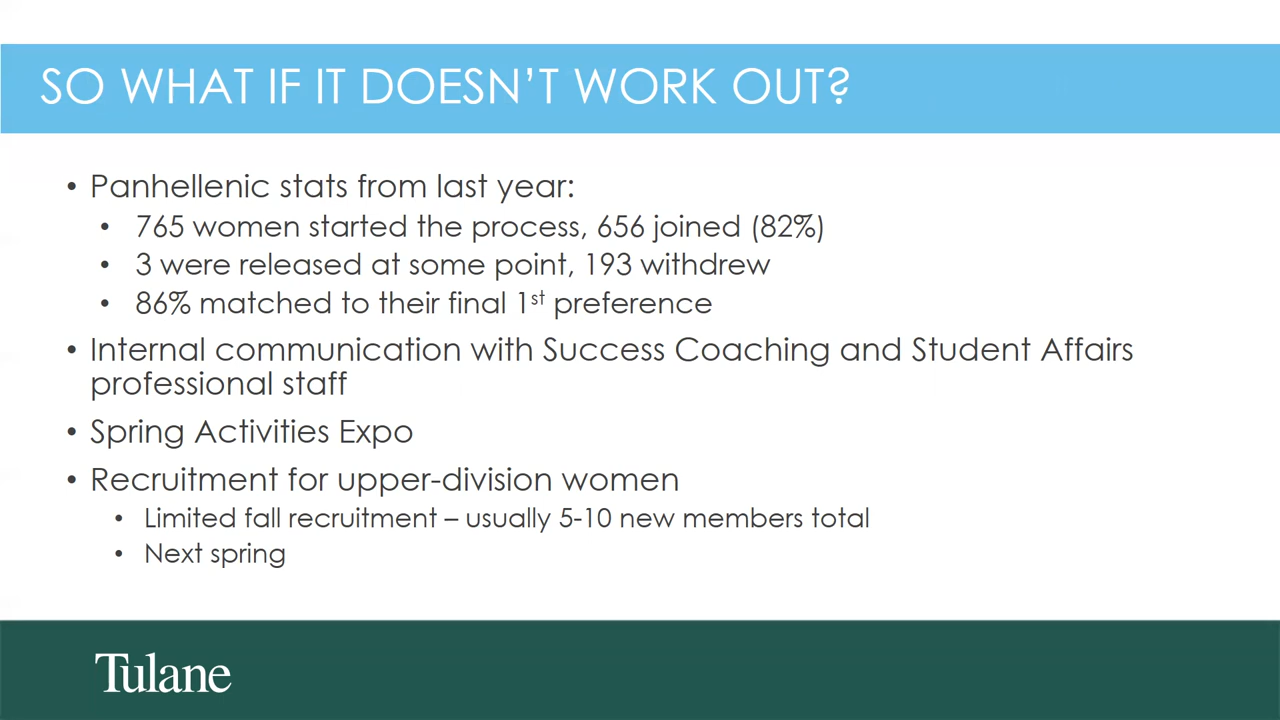 SO WHAT IF IT DOESN'T WORK OUT?
• Panhellenic stats from last year:
• 765 women started the process, 656 joined (82%)
• 3 were released at some point, 193 withdrew
• 86% matched to their final 1st preference
• Internal communication with Success Coaching and Student Affairs
professional staff
• Spring Activities Expo
• Recruitment for upper-division women
• Limited fall recruitment – usually 5-10 new members total
• Next spring
Tulane